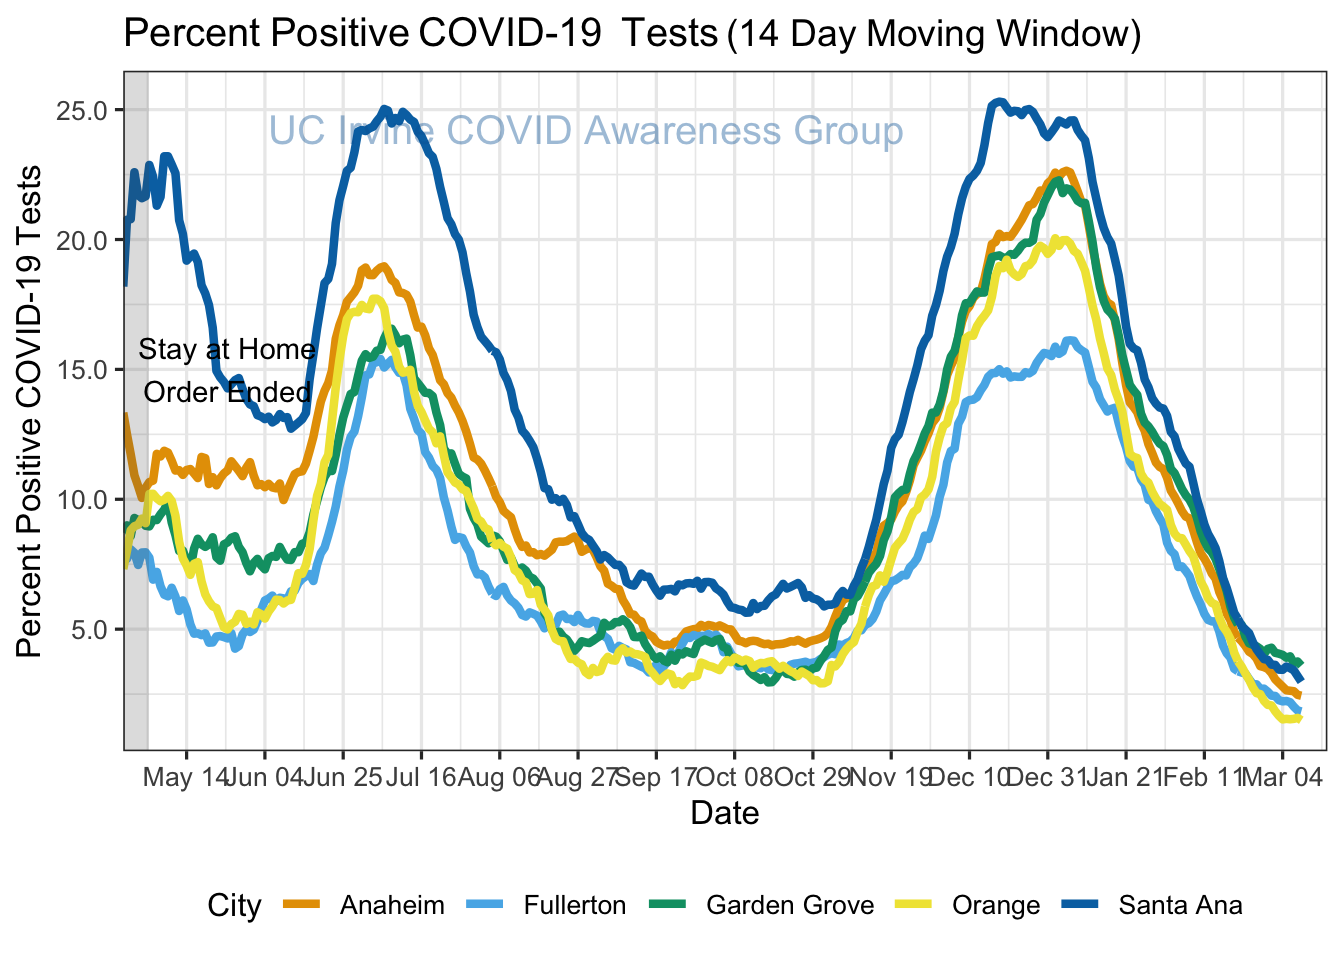 Percent Positive COVID-19 Tests (14 Day Moving Window)
UC Irvine COVID Awareness Group
Percent Positive COVID-19 Tests
25.0
20.0
15.0
10.0
5.0
Stay at Home
Order Ended
May 14 Jun 04 Jun 25 Jul 16 Aug 06 Aug 27 Sep 17 Oct 08 Oct 29 Nov 19 Dec 10 Dec 31 Jan 21 Feb 11 Mar 04
Date
City Anaheim Fullerton Garden Grove Orange Santa Ana